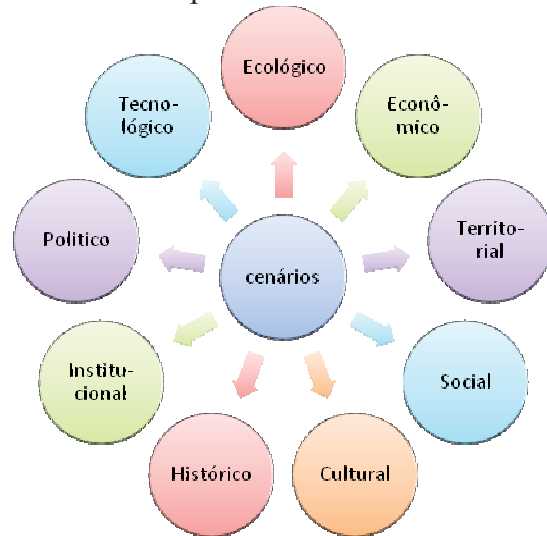 Ecológico
Econô-
mico
Territo-
rial
Social
Cultural
Histórico
Institu-
cional
Politico
Tecno-
lógico
cenários